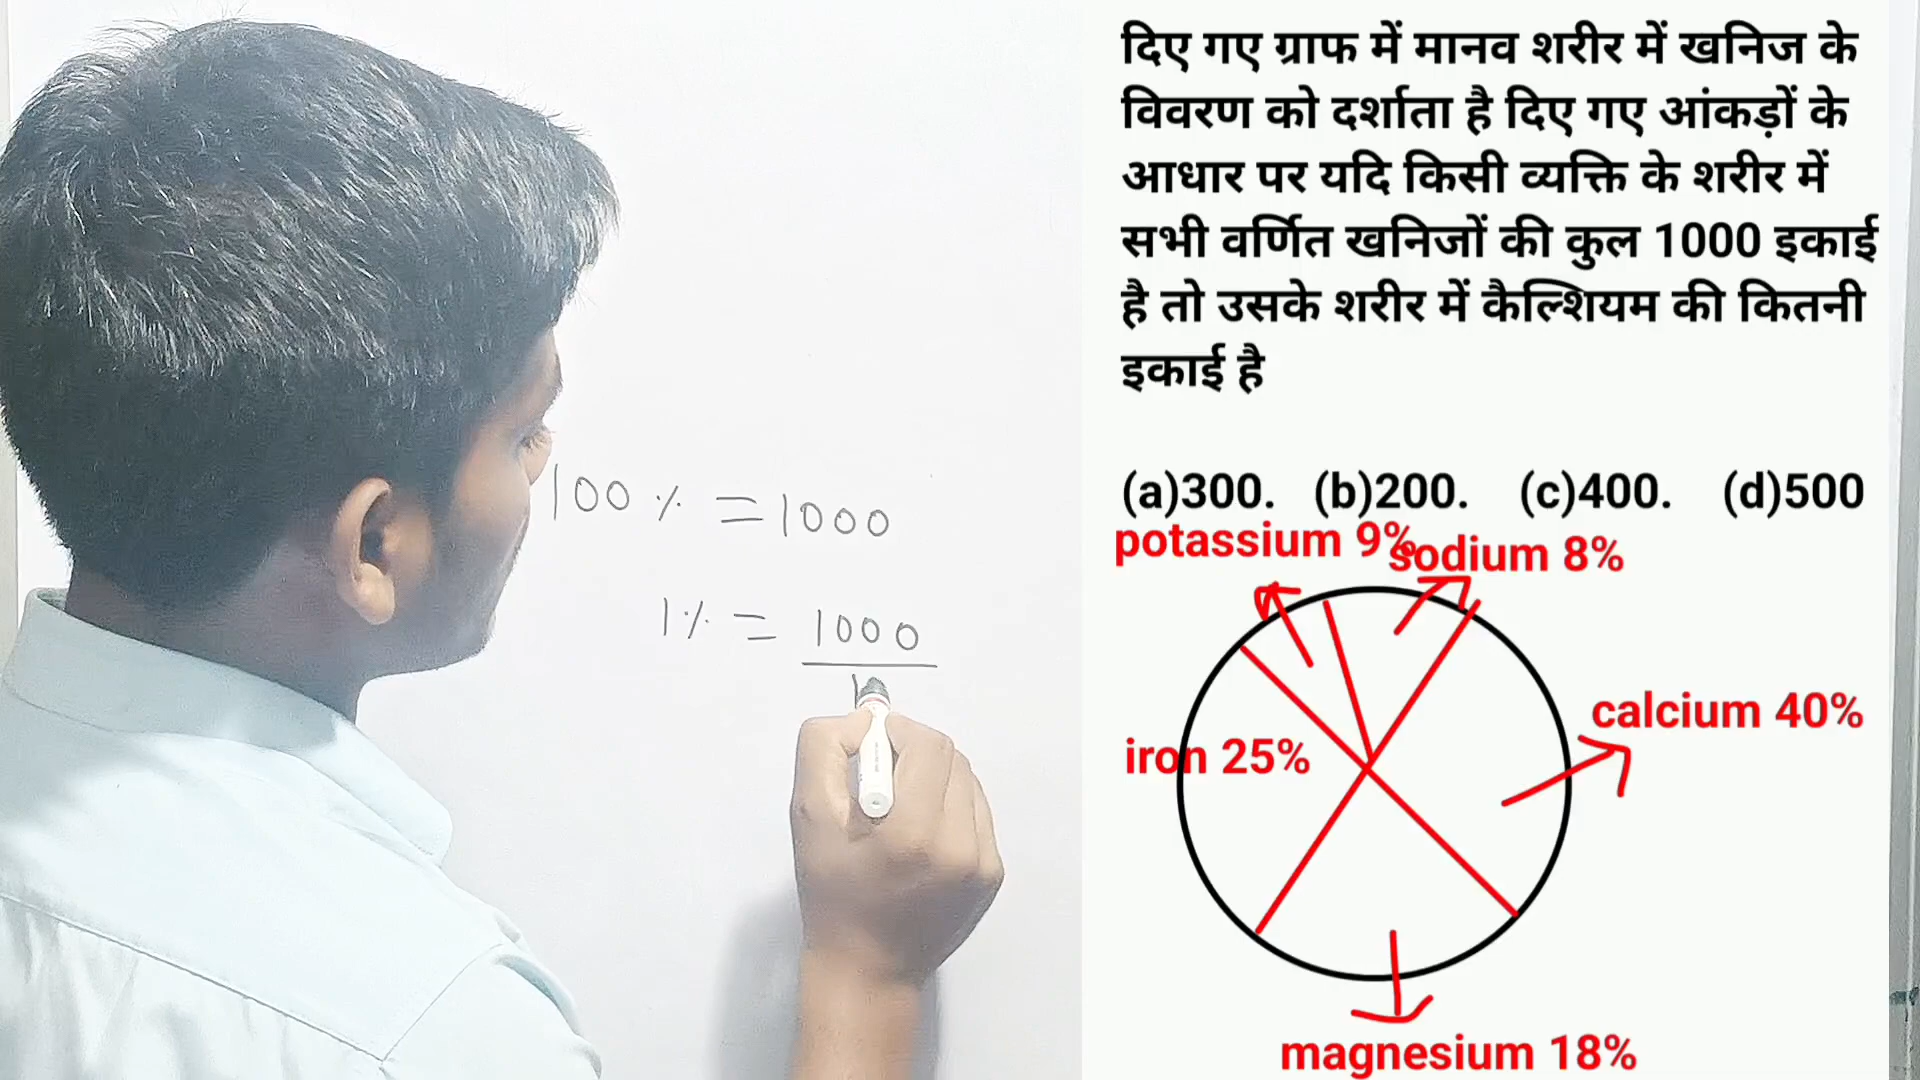 दिए गए ग्राफ में मानव शरीर में खनिज के
विवरण को दर्शाता है दिए गए आंकड़ों के
आधार पर यदि किसी व्यक्ति के शरीर में
सभी वर्णित खनिजों की कुल 1000 इकाई
है तो उसके शरीर में कैल्शियम की कितनी
इकाई है
(a)300. (b)200. (c)400. (d)500
potassium 9%
sodium 8%
calcium 40%
iron 25%
magnesium 18%
100 % = 1000
1% = 1000
1